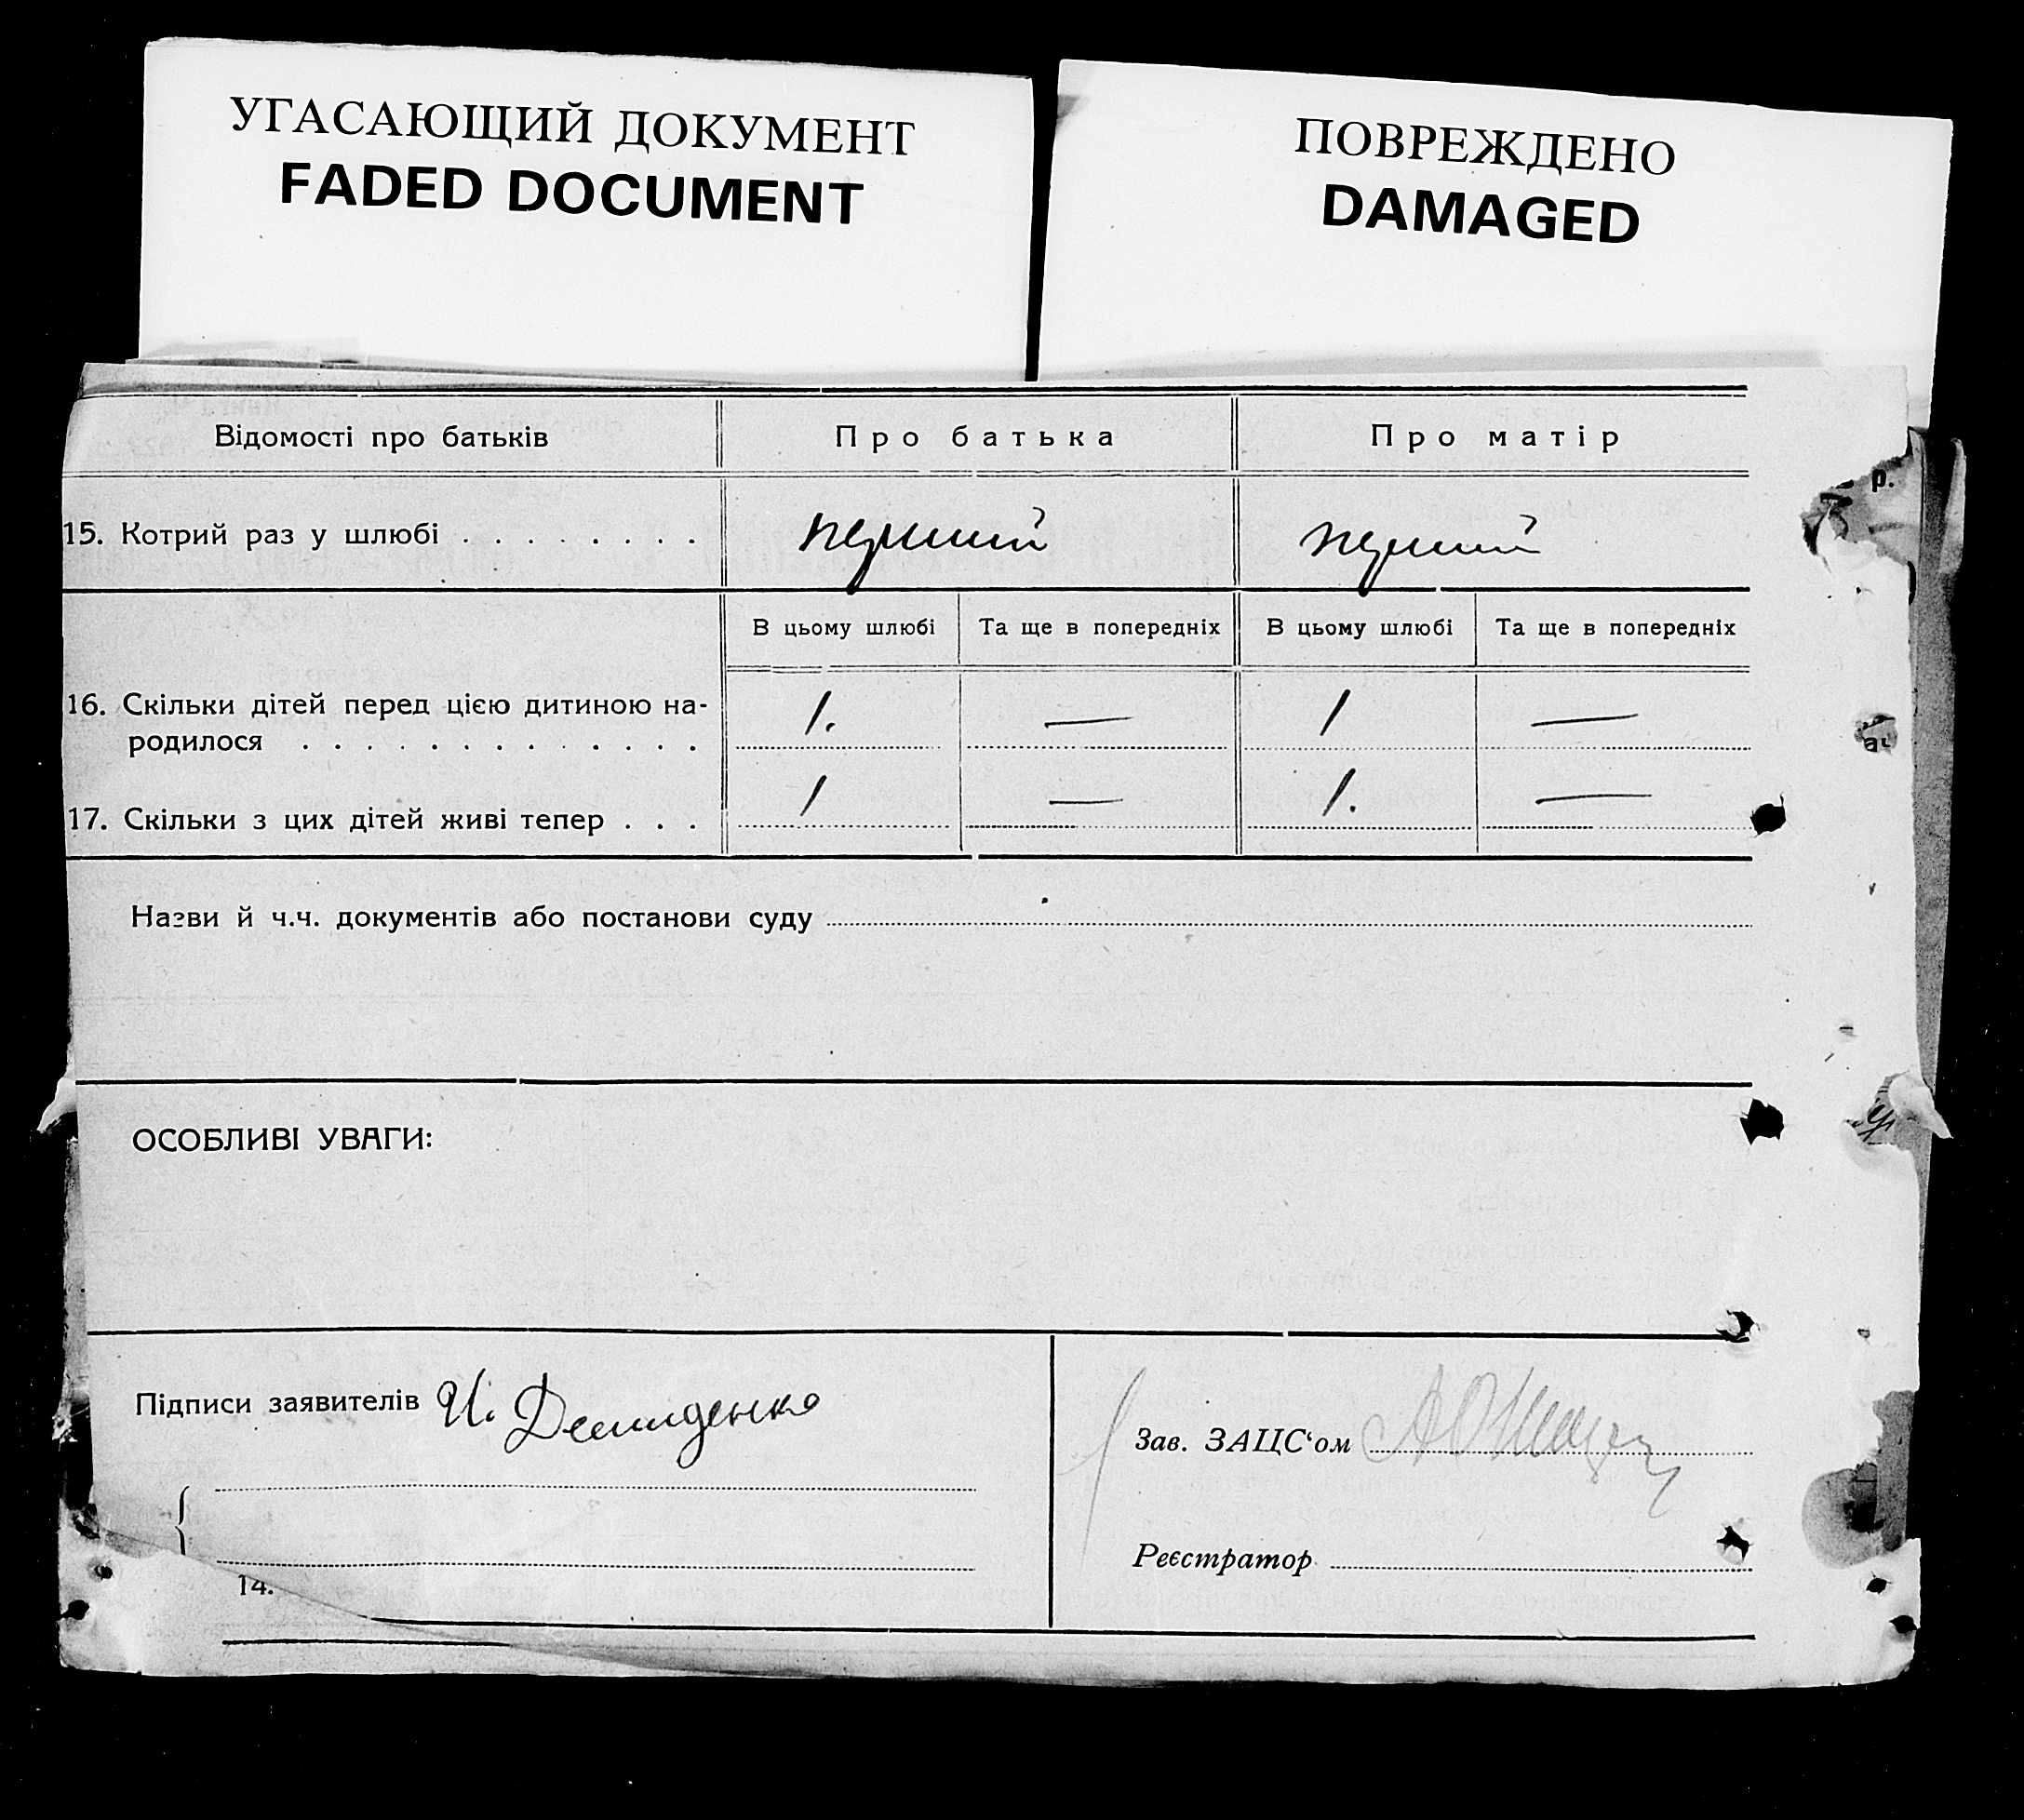 УГАСАЮЩИЙ ДОКУМЕНТ
FADED DOCUMENT
ПОВРЕЖДЕНО
DAMAGED
Відомості про батьків Про батька Про матір
р.
15. Котрий раз у шлюбі . . . . . . . . перший перший
В цьому шлюбі Та ще в попередніх В цьому шлюбі Та ще в попередніх
16. Скільки дітей перед цією дитиною на-
родилося . . . . . . . . . . . . . 1. — 1 —
17. Скільки з цих дітей живі тепер . . . 1 — 1. —
Назви й ч.ч. документів або постанови суду
ОСОБЛИВІ УВАГИ:
Підписи заявителів И. Демиденко
Зав. ЗАЦС‘ом
Реєстратор
14.